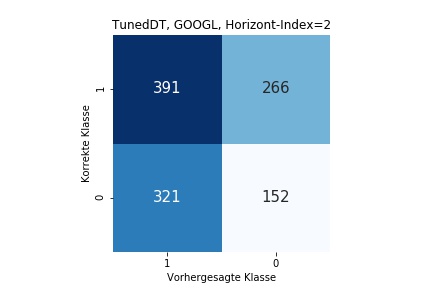 TunedDT, GOOGL, Horizont-Index=2
Korrekte Klasse
1
391
266
0
321
152
1
0
Vorhergesagte Klasse